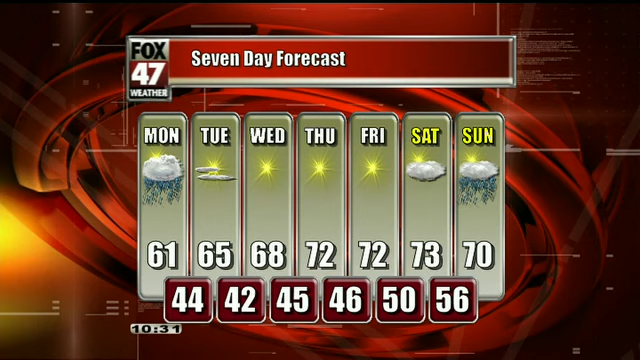 FOX
47
WEATHER
Seven Day Forecast
MON TUE WED THU FRI SAT SUN
61 65 68 72 72 73 70
44 42 45 46 50 56
10:31